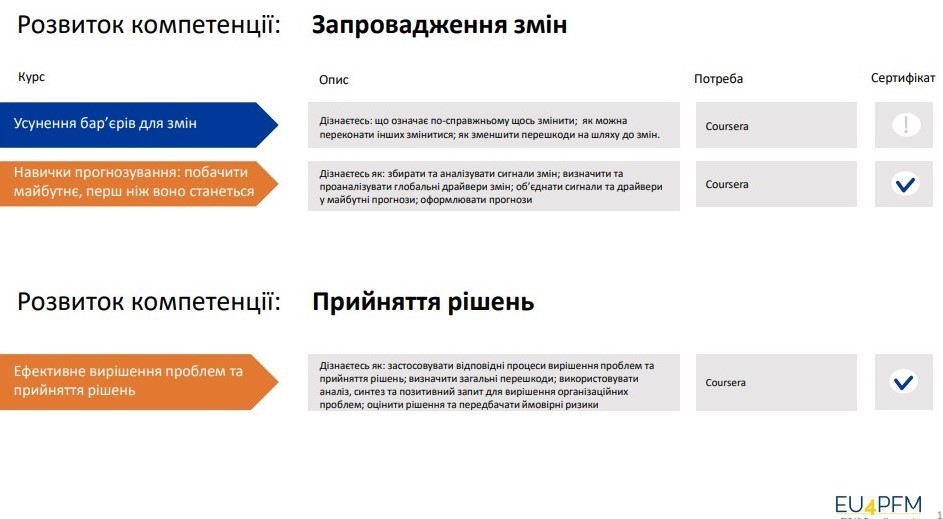 Розвиток компетенції: Запровадження змін
Курс Опис Потреба Сертифікат
Усунення бар’єрів для змін
Дізнаєтесь: що означає по-справжньому щось змінити; як можна
переконати інших змінитися; як зменшити перешкоди на шляху до змін.
Coursera
!
Навички прогнозування: побачити
майбутнє, перш ніж воно станеться
Дізнаєтесь як: збирати та аналізувати сигнали змін; визначити та
проаналізувати глобальні драйвери змін; об’єднати сигнали та драйвери
у майбутні прогнози; оформлювати прогнози
Coursera
Розвиток компетенції: Прийняття рішень
Ефективне вирішення проблем та
прийняття рішень
Дізнаєтесь як: застосовувати відповідні процеси вирішення проблем та
прийняття рішень; визначити загальні перешкоди; використовувати
аналіз, синтез та позитивний запит для вирішення організаційних
проблем; оцінити рішення та передбачати ймовірні ризики
Coursera
EU4PFM
1